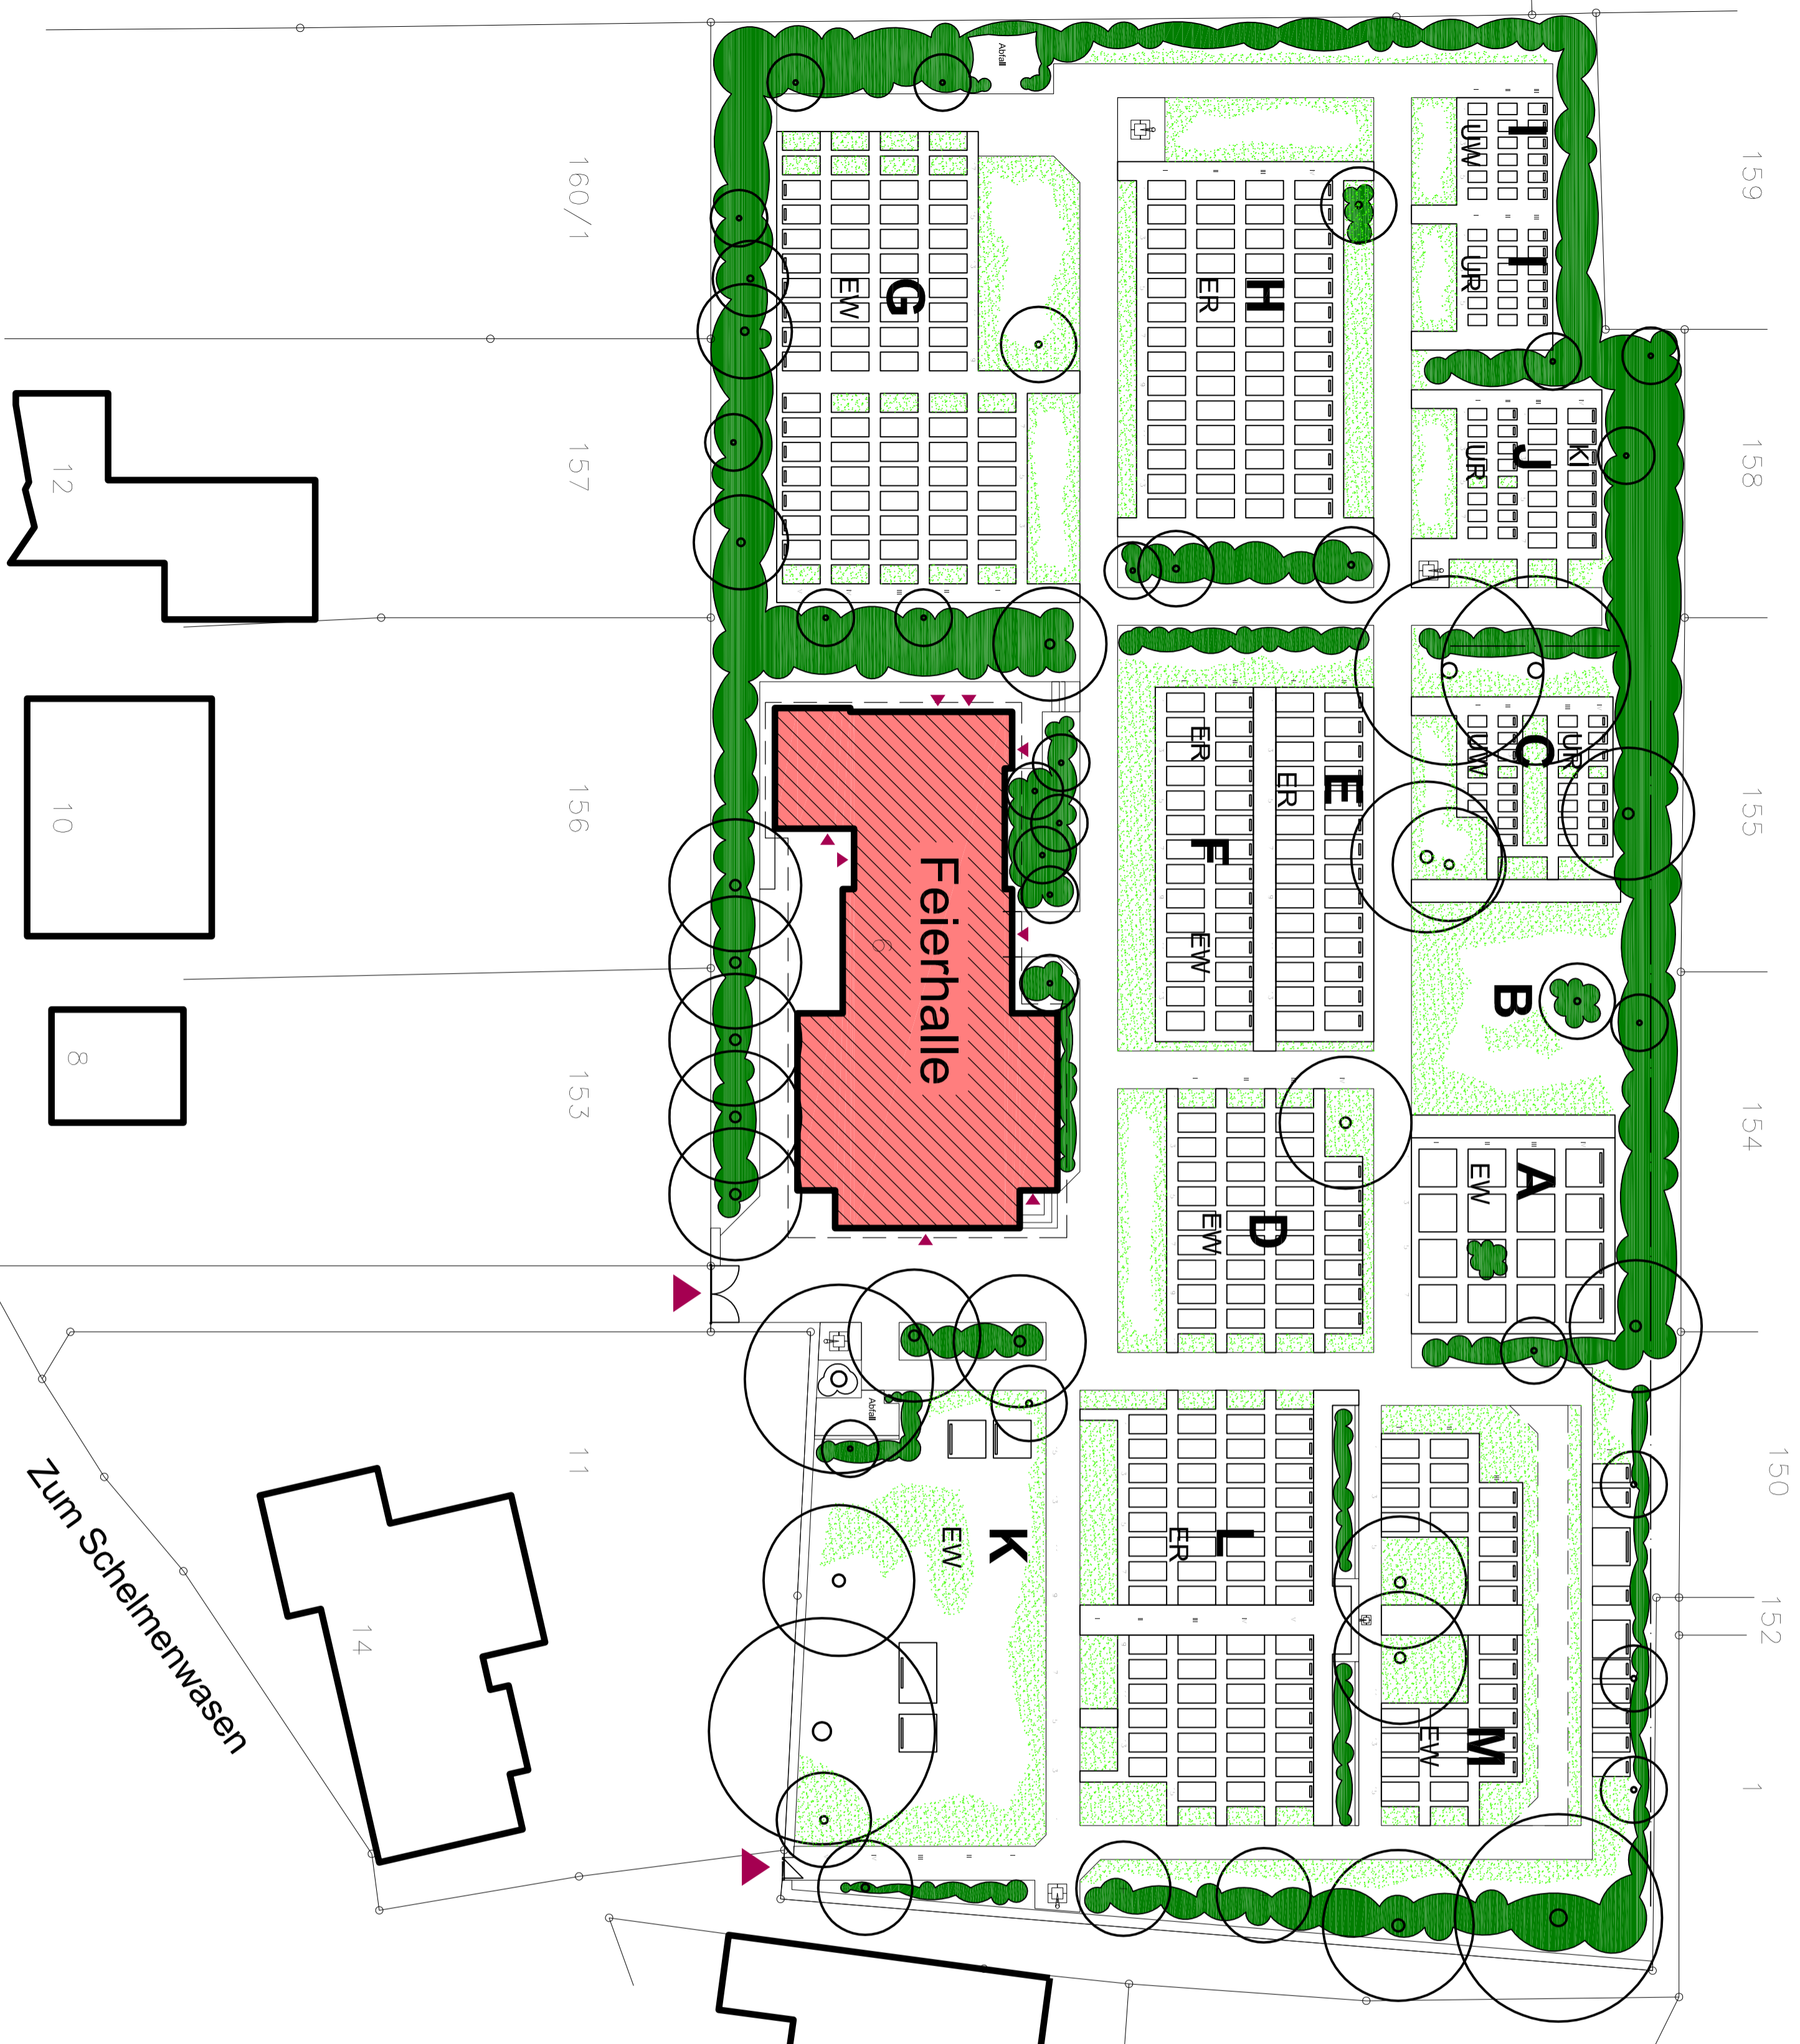 Abfall
159
160/1
I
UW
I
UR
G
EW
H
ER
12
157
KI
J
UR
158
10
156
C
UR
UW
155
E
ER
F
ER
EW
Feierhalle
6
B
8
153
154
A
EW
D
EW
Abfall
11
14
Zum Schelmenwasen
K
EW
L
ER
M
EW
150
152
1